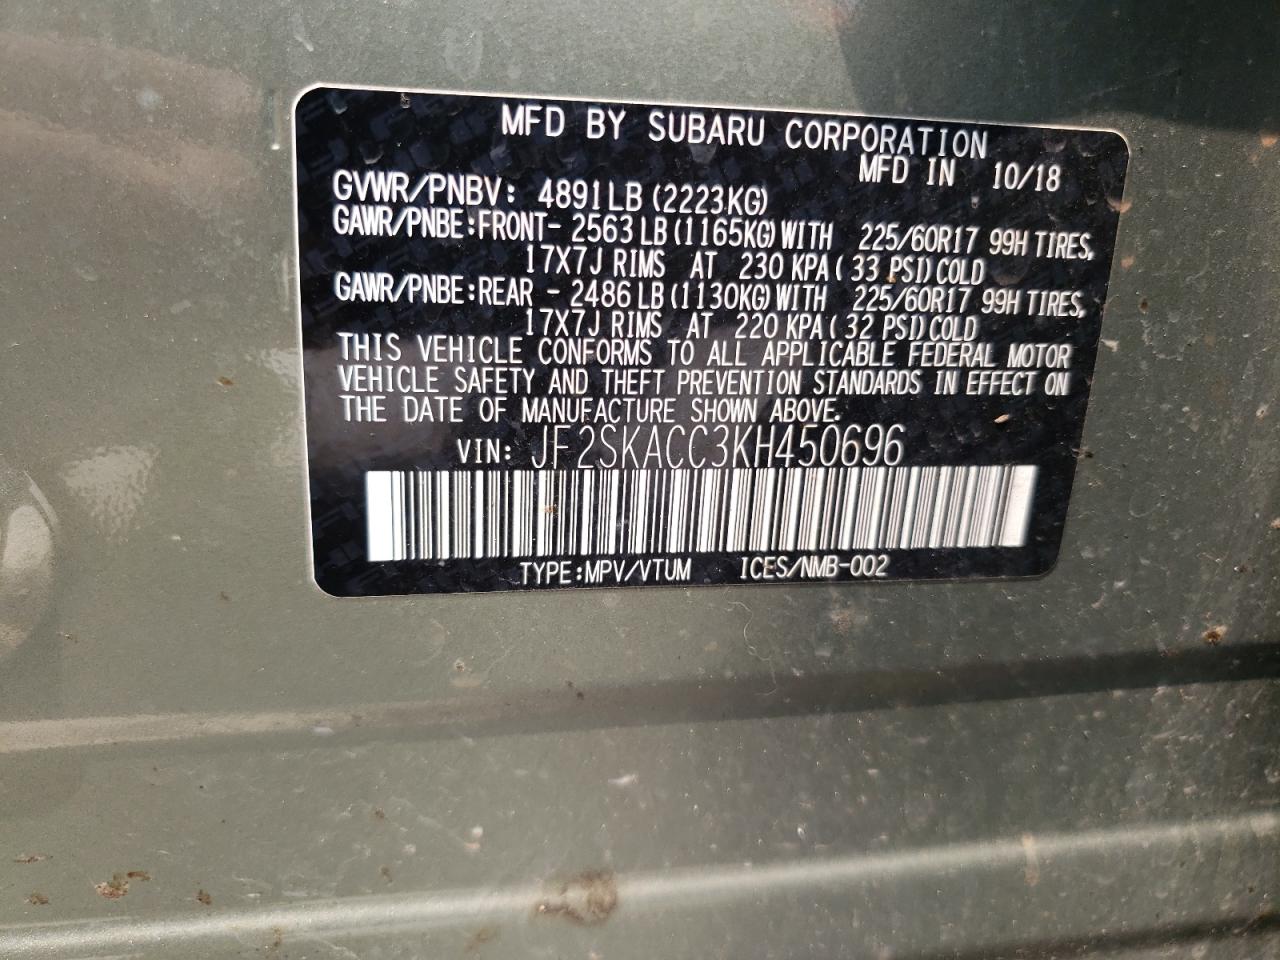 MFD BY SUBARU CORPORATION
MFD IN 10/18
GVWR/PNBV: 4891LB (2223KG)
GAWR/PNBE:FRONT- 2563 LB (1165KG) WITH 225/60R17 99H TIRES,
17X7J RIMS AT 230 KPA ( 33 PSI) COLD
GAWR/PNBE:REAR - 2486 LB (1130KG) WITH 225/60R17 99H TIRES,
17X7J RIMS AT 220 KPA ( 32 PSI) COLD
THIS VEHICLE CONFORMS TO ALL APPLICABLE FEDERAL MOTOR
VEHICLE SAFETY AND THEFT PREVENTION STANDARDS IN EFFECT ON
THE DATE OF MANUFACTURE SHOWN ABOVE.
VIN: JF2SKACC3KH450696
TYPE:MPV/VTUM ICES/NMB-002